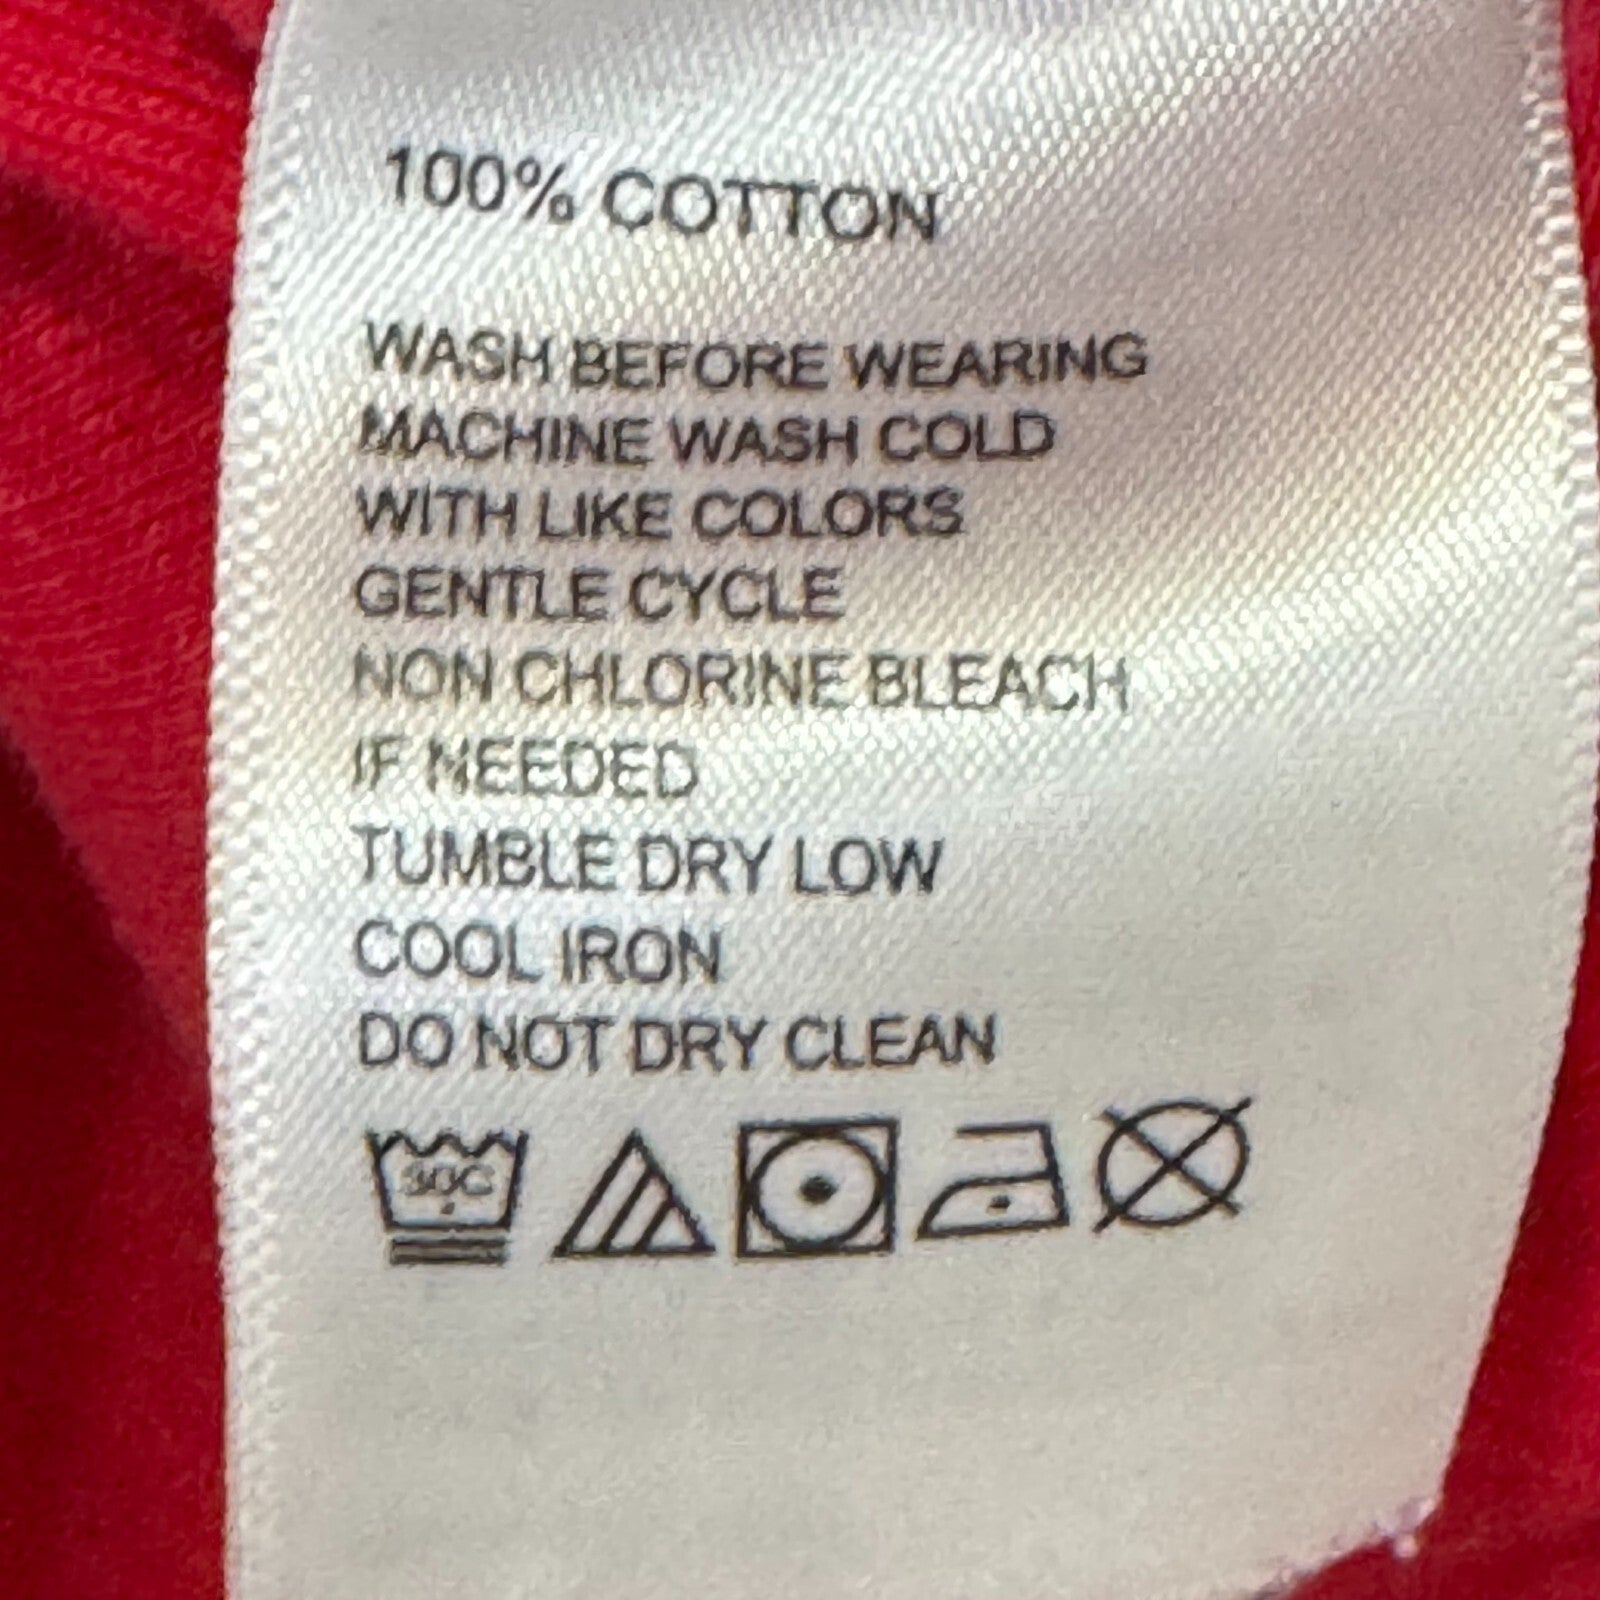 100% COTTON
WASH BEFORE WEARING
MACHINE WASH COLD
WITH LIKE COLORS
GENTLE CYCLE
NON CHLORINE BLEACH
IF NEEDED
TUMBLE DRY LOW
COOL IRON
DO NOT DRY CLEAN
30C